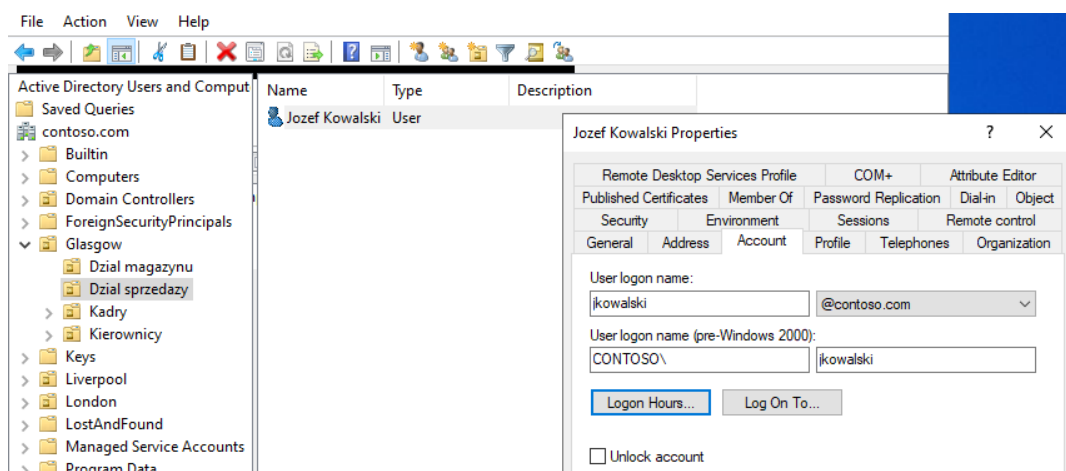 File Action View Help
Active Directory Users and Comput
Saved Queries
contoso.com
Builtin
Computers
Domain Controllers
ForeignSecurityPrincipals
Glasgow
Dzial magazynu
Dzial sprzedazy
Kadry
Kierownicy
Keys
Liverpool
London
LostAndFound
Managed Service Accounts
Program Data
Name Type Description
Jozef Kowalski User
Jozef Kowalski Properties ? X
Remote Desktop Services Profile COM+ Attribute Editor
Published Certificates Member Of Password Replication Dial-in Object
Security Environment Sessions Remote control
General Address Account Profile Telephones Organization
User logon name:
jkowalski @contoso.com
User logon name (pre-Windows 2000):
CONTOSO\ jkowalski
Logon Hours... Log On To...
Unlock account